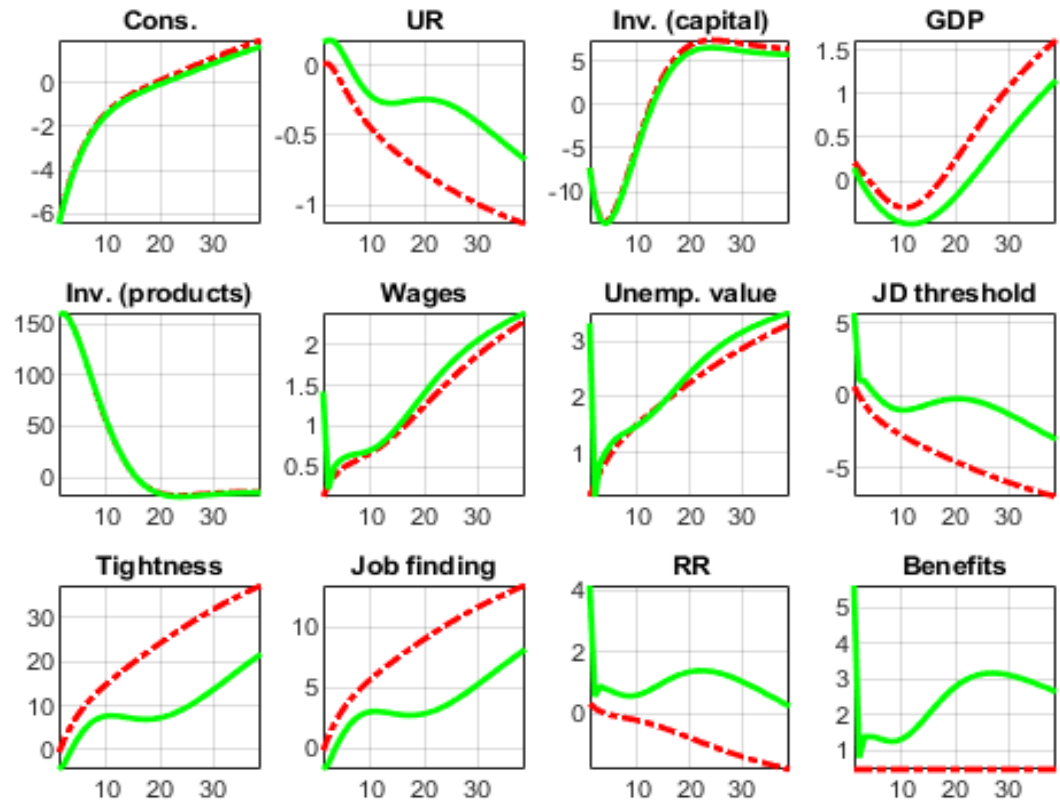 Cons. UR Inv. (capital) GDP
0 -2 -4 -6
0 -0.5 -1
5 0 -5 -10
1.5 1 0.5 0
10 20 30 10 20 30 10 20 30 10 20 30
Inv. (products) Wages Unemp. value JD threshold
150 100 50 0
2 1.5 1 0.5
3 2 1
5 0 -5
10 20 30 10 20 30 10 20 30 10 20 30
Tightness Job finding RR Benefits
30 20 10 0
10 5 0
4 2 0
5 4 3 2 1
10 20 30 10 20 30 10 20 30 10 20 30